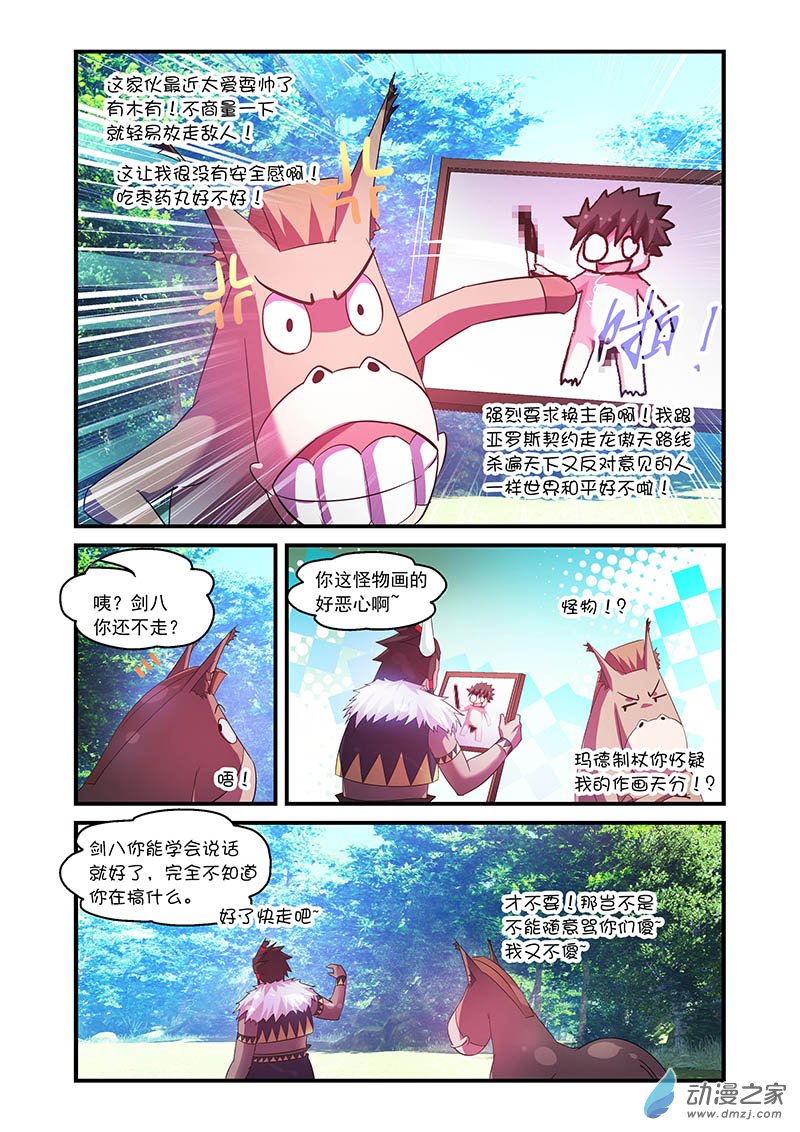 这家伙最近太爱耍帅了
有木有！不商量一下
就轻易放走敌人！
这让我很没有安全感啊！
吃枣药丸好不好！
啪！
强烈要求换主角啊！我跟
亚罗斯契约走龙傲天路线
杀遍天下又反对意见的人
一样世界和平好不啦！
咦？剑八
你还不走？
唔！
你这怪物画的
好恶心啊~
怪物！？
玛德制杖你怀疑
我的作画天分！？
剑八你能学会说话
就好了，完全不知道
你在搞什么。
好了快走吧~
才不要！那岂不是
不能随意骂你们傻~
我又不傻~
动漫之家
www.dmzj.com